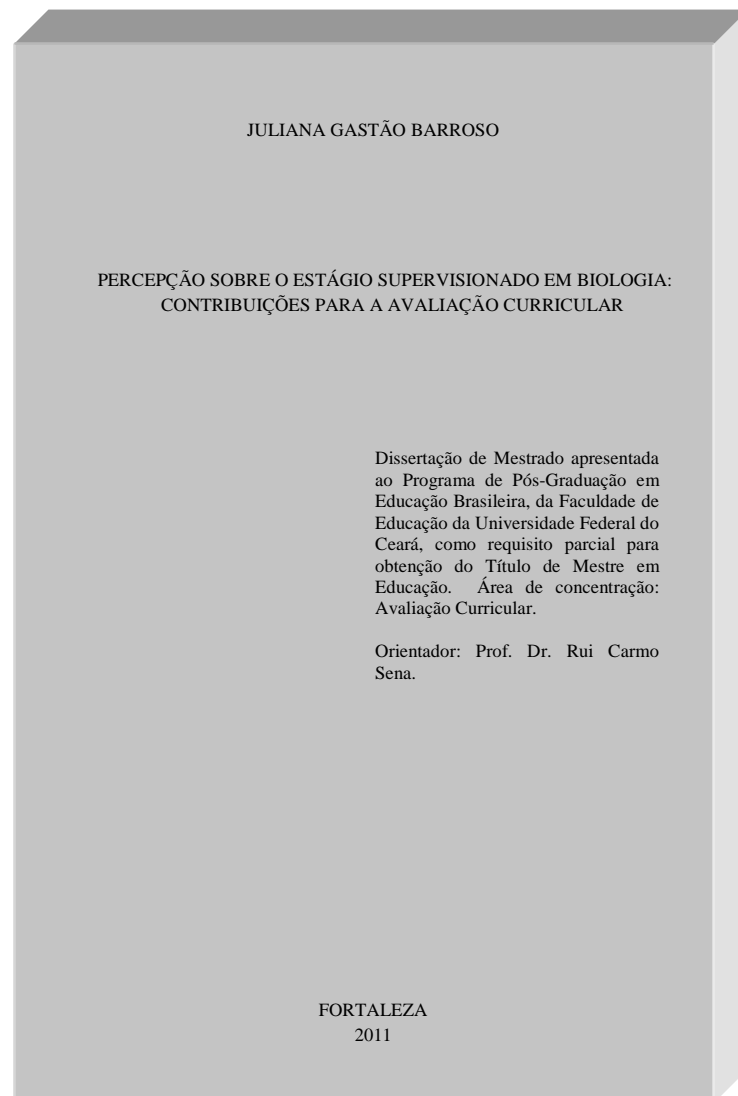 JULIANA GASTÃO BARROSO
PERCEPÇÃO SOBRE O ESTÁGIO SUPERVISIONADO EM BIOLOGIA:
CONTRIBUIÇÕES PARA A AVALIAÇÃO CURRICULAR
Dissertação de Mestrado apresentada
ao Programa de Pós-Graduação em
Educação Brasileira, da Faculdade de
Educação da Universidade Federal do
Ceará, como requisito parcial para
obtenção do Título de Mestre em
Educação. Área de concentração:
Avaliação Curricular.
Orientador: Prof. Dr. Rui Carmo
Sena.
FORTALEZA
2011